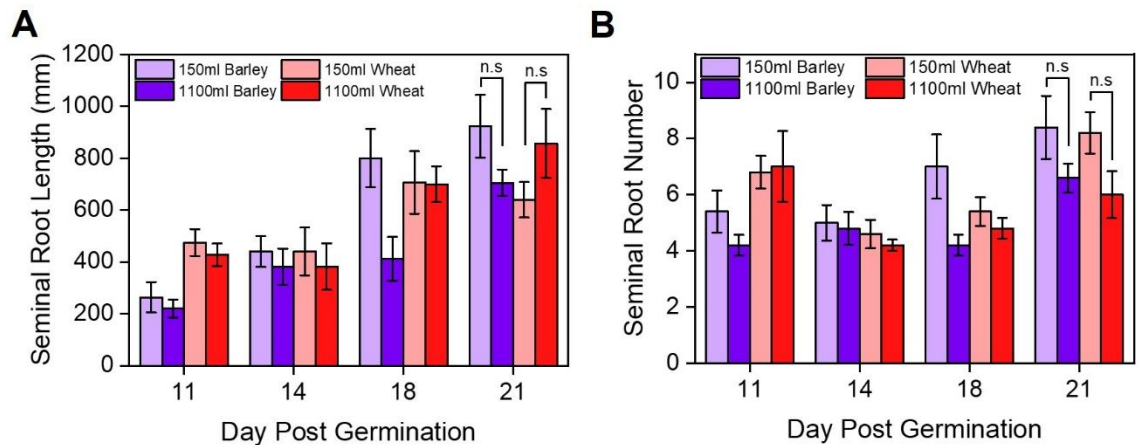 A
Seminal Root Length (mm)
1200
1000
800
600
400
200
0
150ml Barley
150ml Wheat
1100ml Barley
1100ml Wheat
n.s
n.s
11
14
18
21
Day Post Germination
B
Seminal Root Number
10
8
6
4
2
0
150ml Barley
150ml Wheat
1100ml Barley
1100ml Wheat
n.s
n.s
11
14
18
21
Day Post Germination